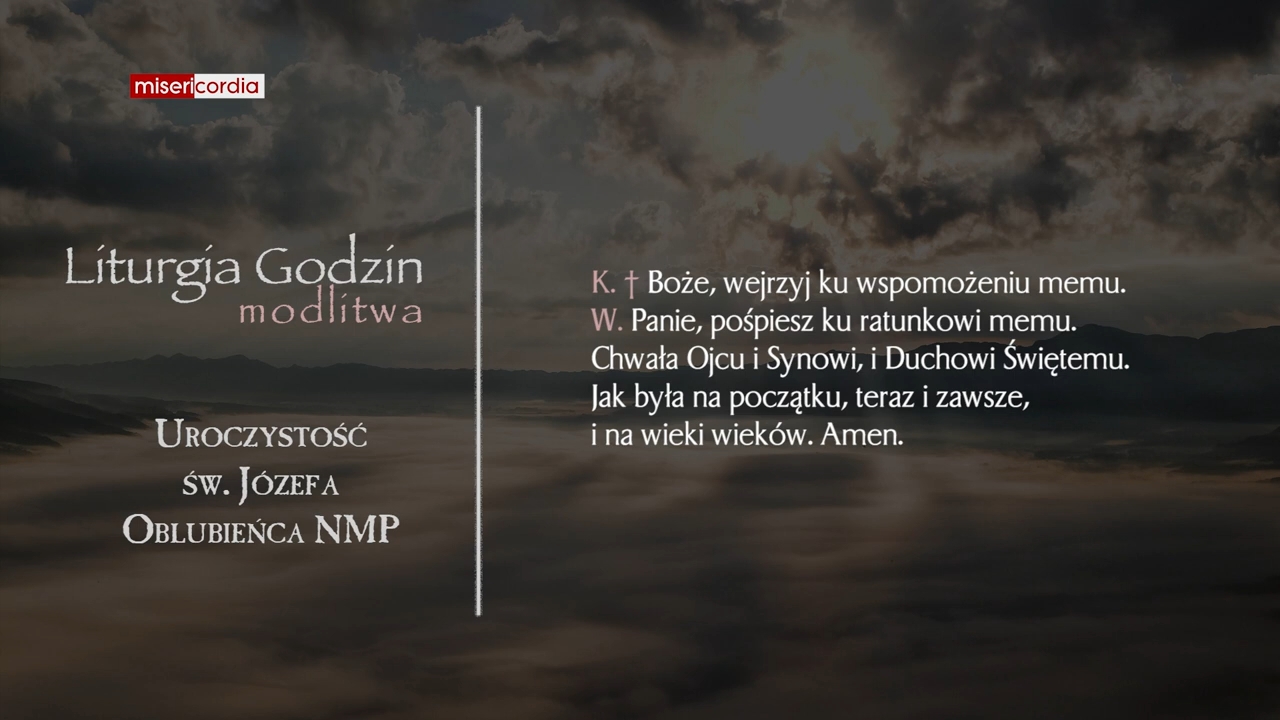 misericordia
Liturgia Godzin
modlitwa
Uroczystość
św. Józefa
Oblubieńca NMP
K. † Boże, wejrzyj ku wspomożeniu memu.
W. Panie, pośpiesz ku ratunkowi memu.
Chwała Ojcu i Synowi, i Duchowi Świętemu.
Jak była na początku, teraz i zawsze,
i na wieki wieków. Amen.